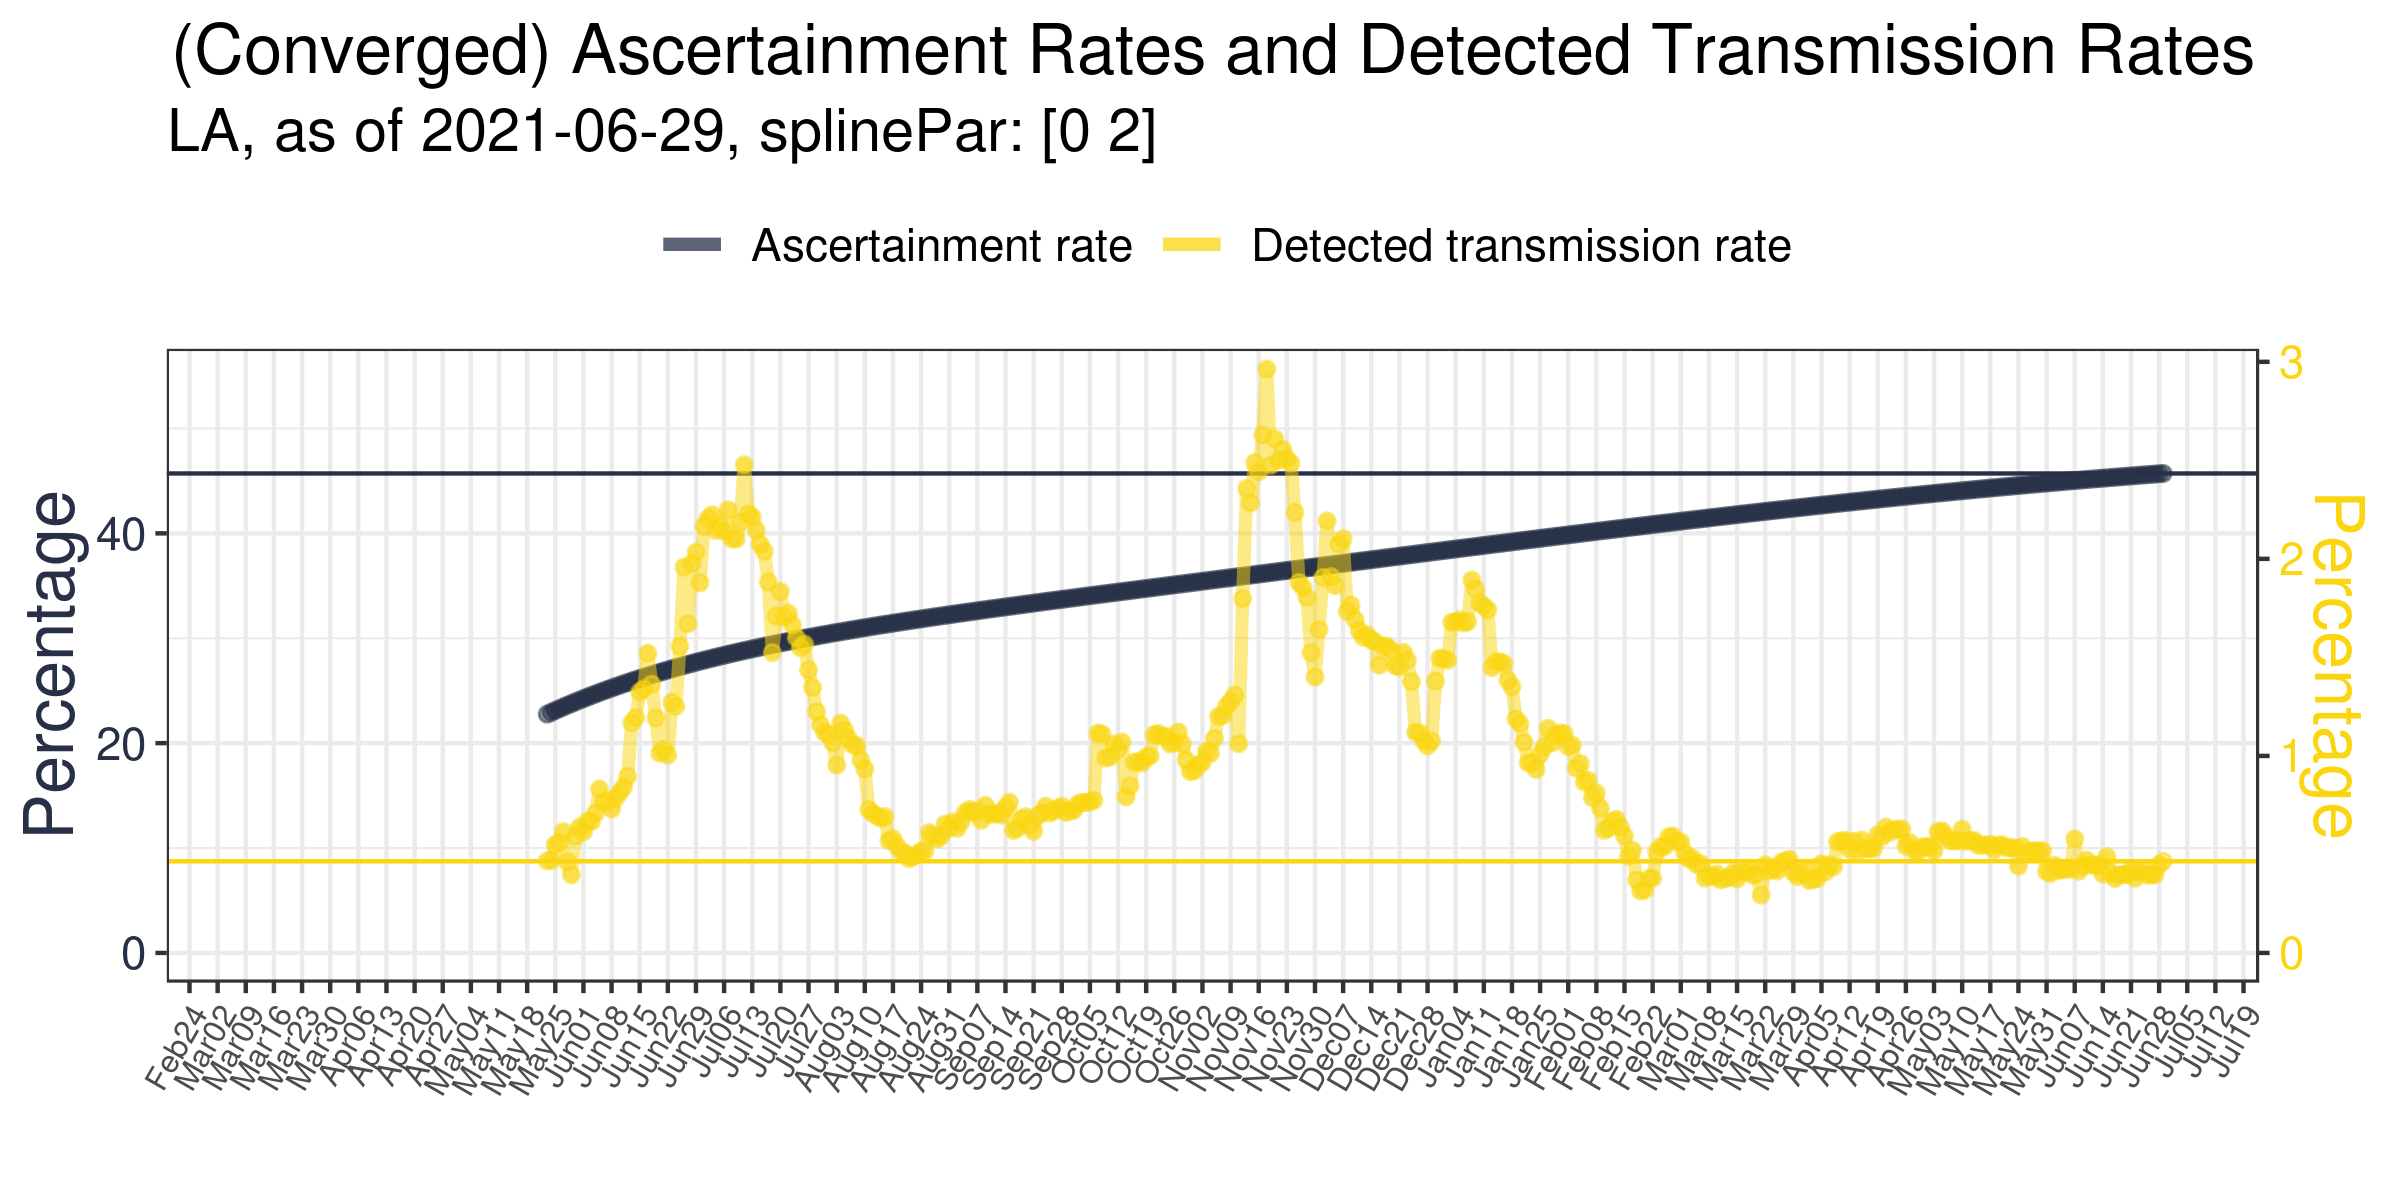 (Converged) Ascertainment Rates and Detected Transmission Rates
LA, as of 2021-06-29, splinePar: [0 2]
Ascertainment rate Detected transmission rate
Percentage
40
20
0
3
2
1
0
Percentage
Feb24 Mar02 Mar09 Mar16 Mar23 Mar30 Apr06 Apr13 Apr20 Apr27 May04 May11 May18 May25 Jun01 Jun08 Jun15 Jun22 Jun29 Jul06 Jul13 Jul20 Jul27 Aug03 Aug10 Aug17 Aug24 Aug31 Sep07 Sep14 Sep21 Sep28 Oct05 Oct12 Oct19 Oct26 Nov02 Nov09 Nov16 Nov23 Nov30 Dec07 Dec14 Dec21 Dec28 Jan04 Jan11 Jan18 Jan25 Feb01 Feb08 Feb15 Feb22 Mar01 Mar08 Mar15 Mar22 Mar29 Apr05 Apr12 Apr19 Apr26 May03 May10 May17 May24 May31 Jun07 Jun14 Jun21 Jun28 Jul05 Jul12 Jul19